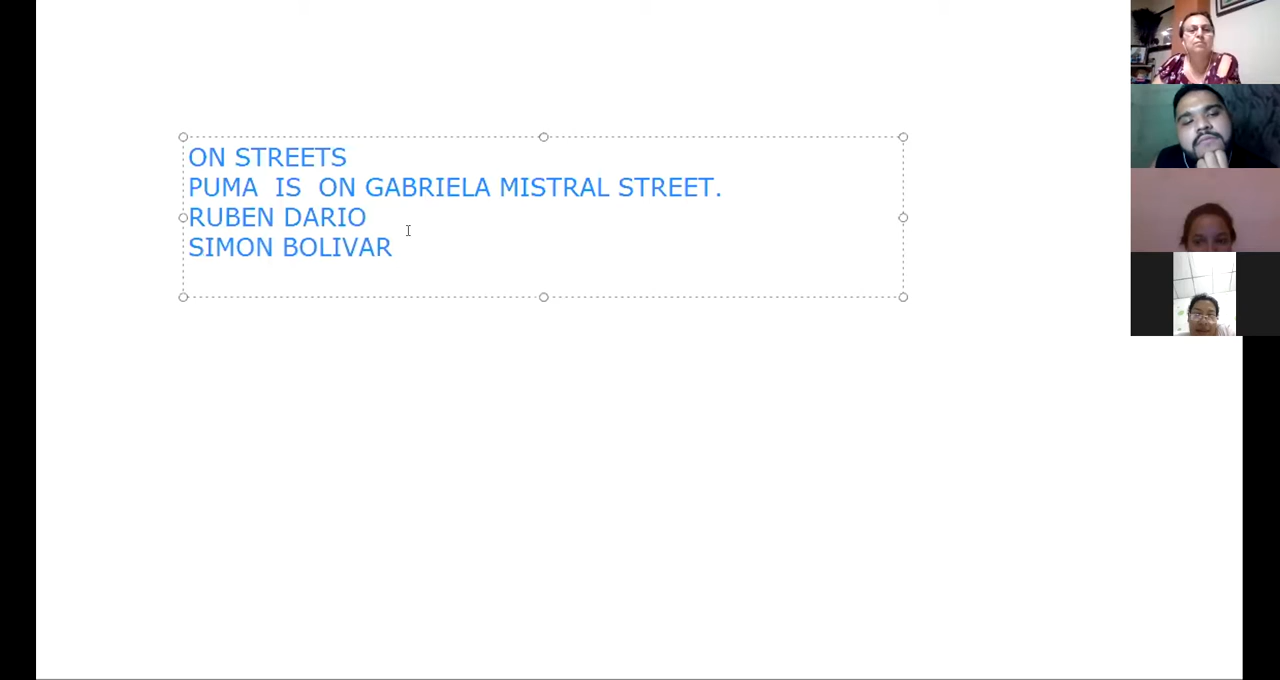 ON STREETS
PUMA IS ON GABRIELA MISTRAL STREET.
RUBEN DARIO
SIMON BOLIVAR